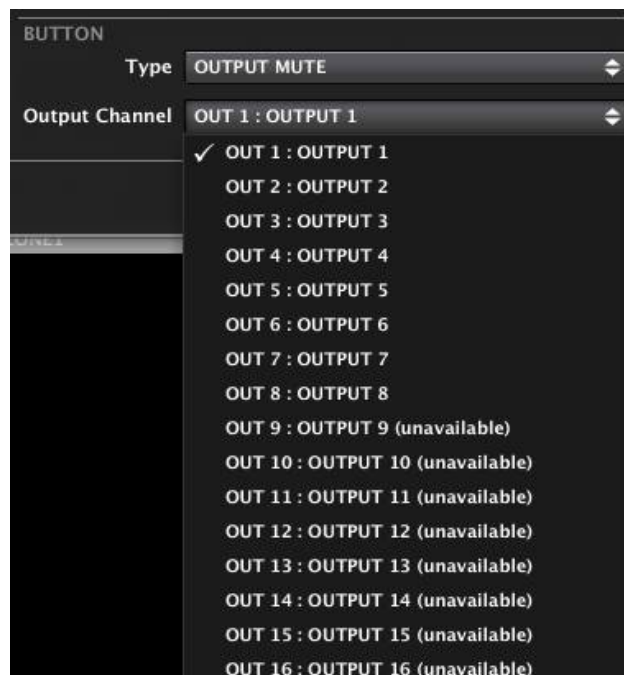 BUTTON
Type OUTPUT MUTE
Output Channel OUT 1 : OUTPUT 1
✓ OUT 1 : OUTPUT 1
OUT 2 : OUTPUT 2
OUT 3 : OUTPUT 3
OUT 4 : OUTPUT 4
OUT 5 : OUTPUT 5
OUT 6 : OUTPUT 6
OUT 7 : OUTPUT 7
OUT 8 : OUTPUT 8
OUT 9 : OUTPUT 9 (unavailable)
OUT 10 : OUTPUT 10 (unavailable)
OUT 11 : OUTPUT 11 (unavailable)
OUT 12 : OUTPUT 12 (unavailable)
OUT 13 : OUTPUT 13 (unavailable)
OUT 14 : OUTPUT 14 (unavailable)
OUT 15 : OUTPUT 15 (unavailable)
OUT 16 : OUTPUT 16 (unavailable)